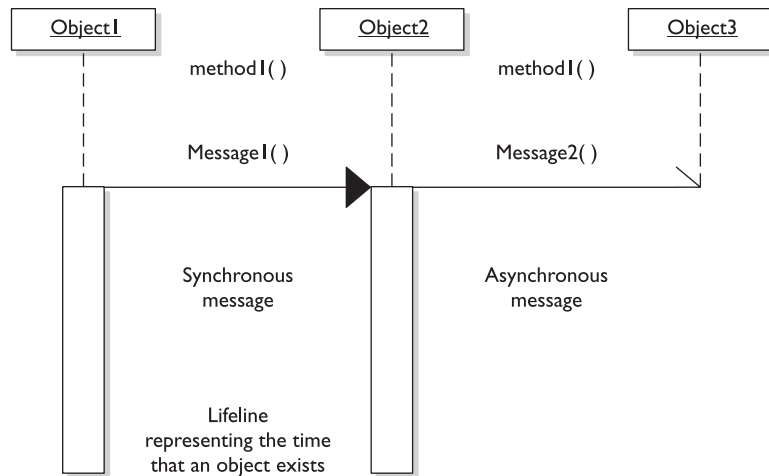 Object1
Object2
Object3
method1( )
method1( )
Message1( )
Message2( )
Synchronous
message
Asynchronous
message
Lifeline
representing the time
that an object exists